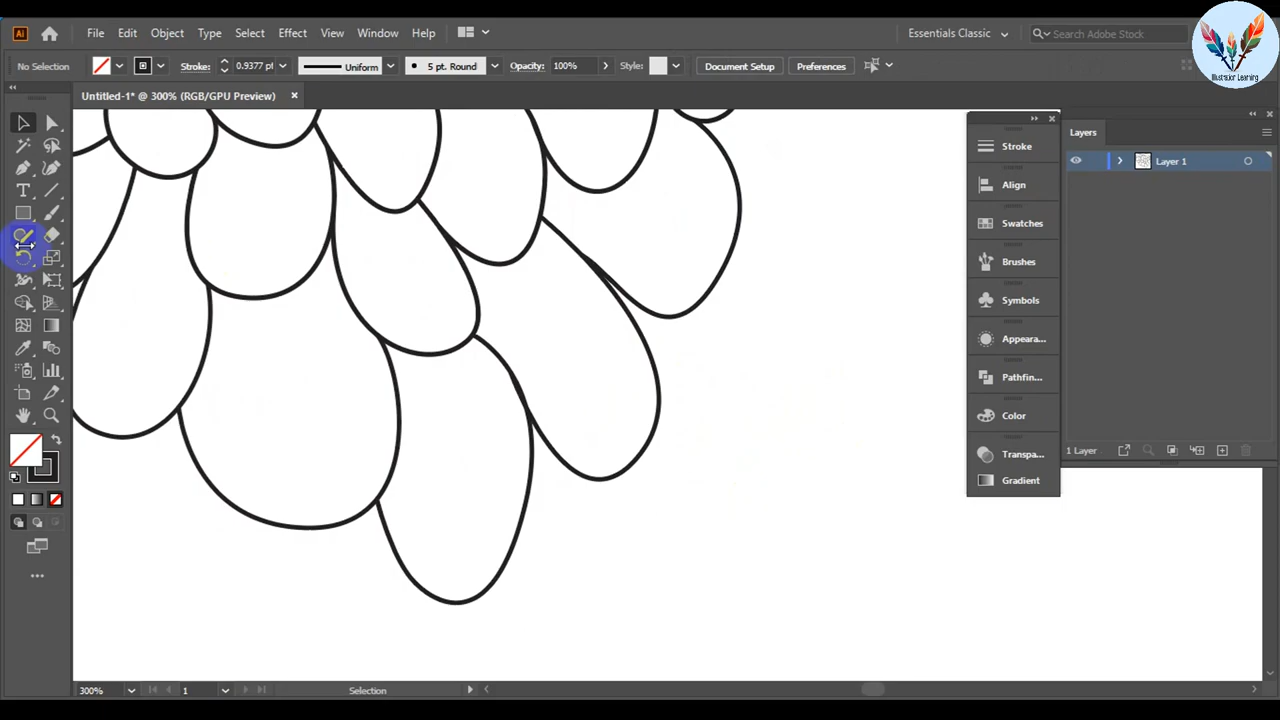 Ai File Edit Object Type Select Effect View Window Help Essentials Classic Search Adobe Stock
No Selection Stroke: 0.9377 pt Uniform 5 pt. Round Opacity: 100% Style: Document Setup Preferences
Illustrator Learning
Untitled-1* @ 300% (RGB/GPU Preview)
Layers
Layer 1
1 Layer
Stroke
Align
Swatches
Brushes
Symbols
Appeara...
Pathfin...
Color
Transpa...
Gradient
300% 1 Selection